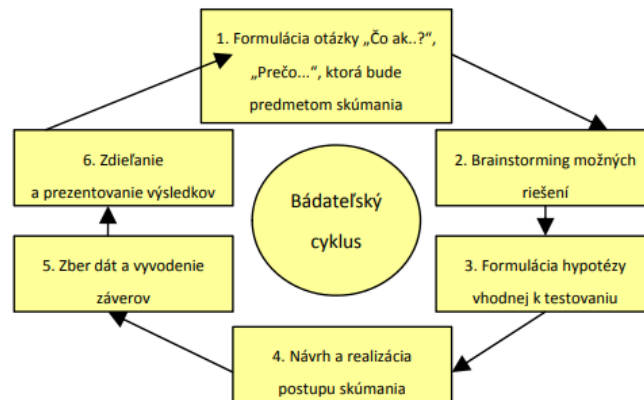 1. Formulácia otázky „Čo ak..?“,
„Prečo...“, ktorá bude
predmetom skúmania
2. Brainstorming možných
riešení
3. Formulácia hypotézy
vhodnej k testovaniu
4. Návrh a realizácia
postupu skúmania
5. Zber dát a vyvodenie
záverov
6. Zdieľanie
a prezentovanie výsledkov
Bádateľský
cyklus